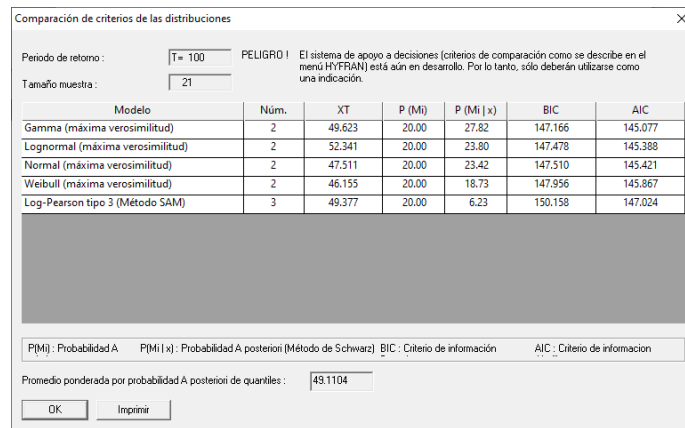 Comparación de criterios de las distribuciones
Periodo de retorno : T= 100 PELIGRO ! El sistema de apoyo a decisiones (criterios de comparación como se describe en el
menú HYFRAN) está aún en desarrollo. Por lo tanto, sólo deberán utilizarse como
una indicación.
Tamaño muestra : 21
Modelo Núm. XT P (Mi) P (Mi | x) BIC AIC
Gamma (máxima verosimilitud) 2 49.623 20.00 27.82 147.166 145.077
Lognormal (máxima verosimilitud) 2 52.341 20.00 23.80 147.478 145.388
Normal (máxima verosimilitud) 2 47.511 20.00 23.42 147.510 145.421
Weibull (máxima verosimilitud) 2 46.155 20.00 18.73 147.956 145.867
Log-Pearson tipo 3 (Método SAM) 3 49.377 20.00 6.23 150.158 147.024
P(Mi) : Probabilidad A P(Mi | x) : Probabilidad A posteriori (Método de Schwarz) BIC : Criterio de información AIC : Criterio de informacion
Promedio ponderada por probabilidad A posteriori de quantiles : 49.1104
OK Imprimir